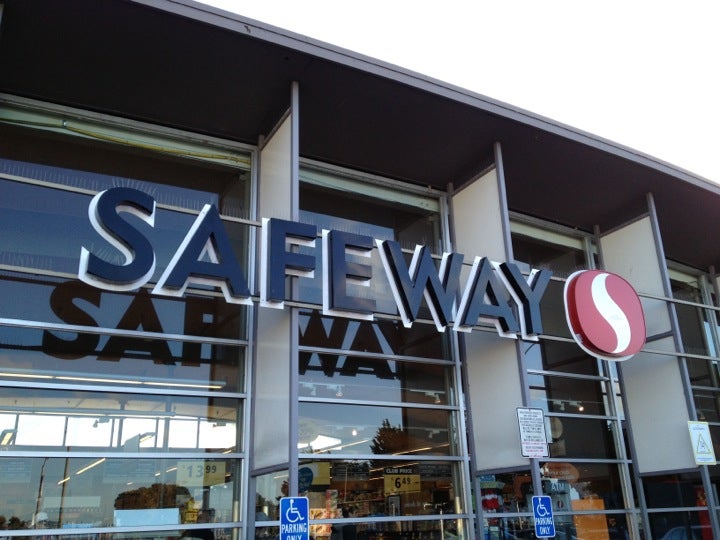 SAFEWAY
$13.99
CLUB PRICE
$6.49
PARKING
ONLY
PARKING
ONLY